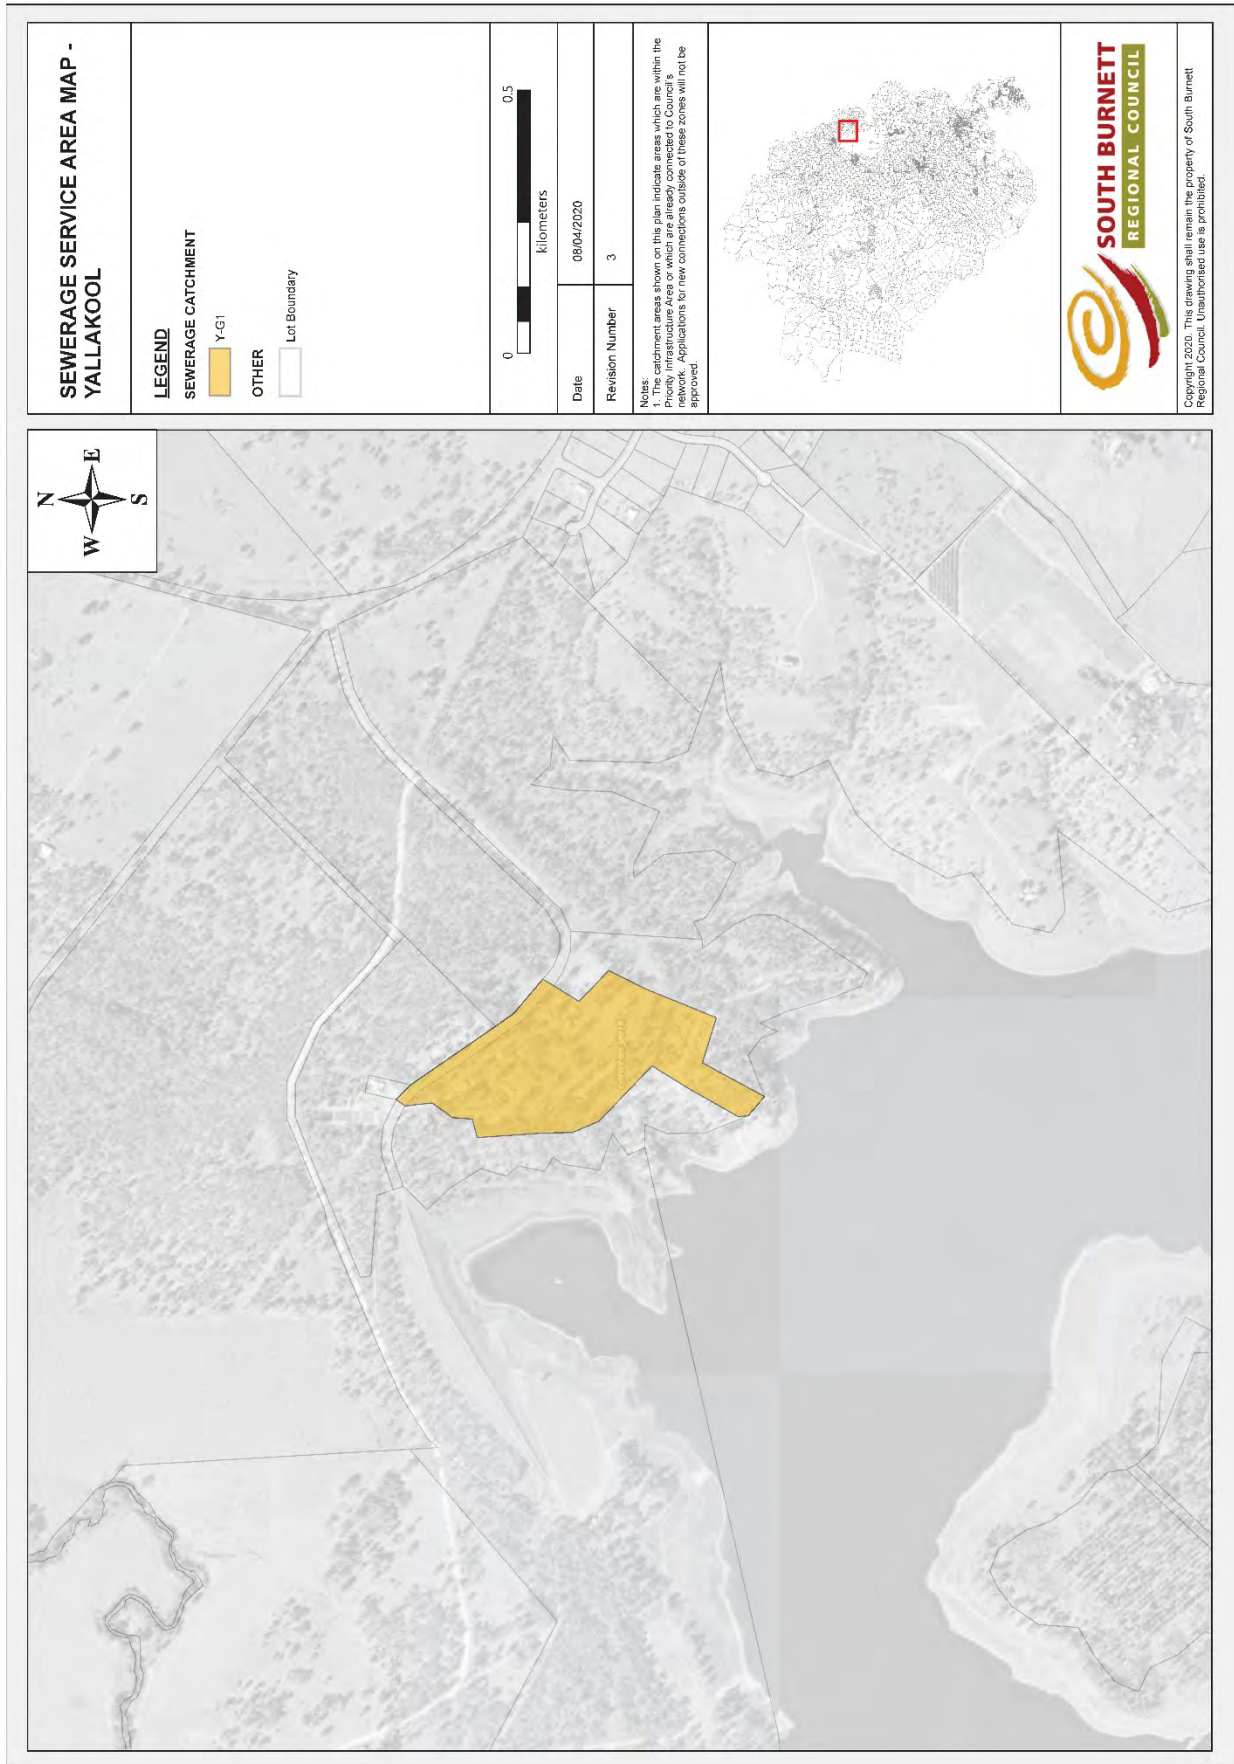 SEWERAGE SERVICE AREA MAP -
YALLAKOOL
LEGEND
SEWERAGE CATCHMENT
Y-G1
OTHER
Lot Boundary
0
0.5
kilometers
Date
08/04/2020
Revision Number
3
Notes:
1. The catchment areas shown on this plan indicate areas which are within the
Priority Infrastructure Area or which are already connected to Council's
network. Applications for new connections outside of these zones will not be
approved.
SOUTH BURNETT
REGIONAL COUNCIL
Copyright 2020. This drawing shall remain the property of South Burnett
Regional Council. Unauthorised use is prohibited.
N
W
E
S